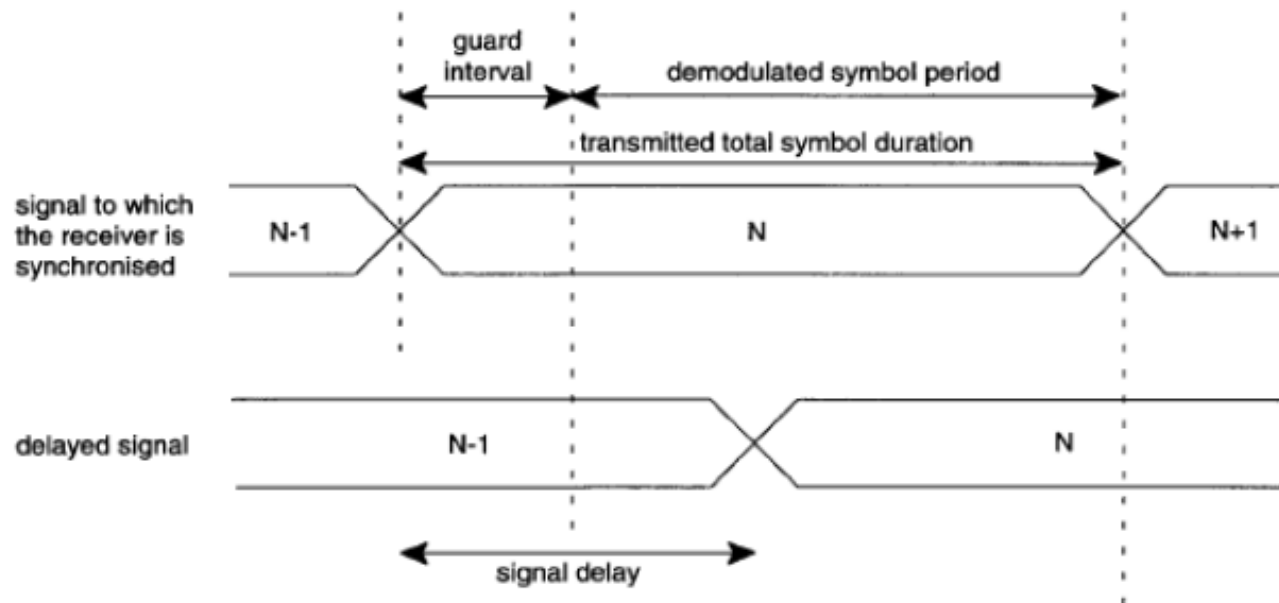 guard
interval
demodulated symbol period
transmitted total symbol duration
signal to which
the receiver is
synchronised
N-1
N
N+1
delayed signal
N-1
N
signal delay